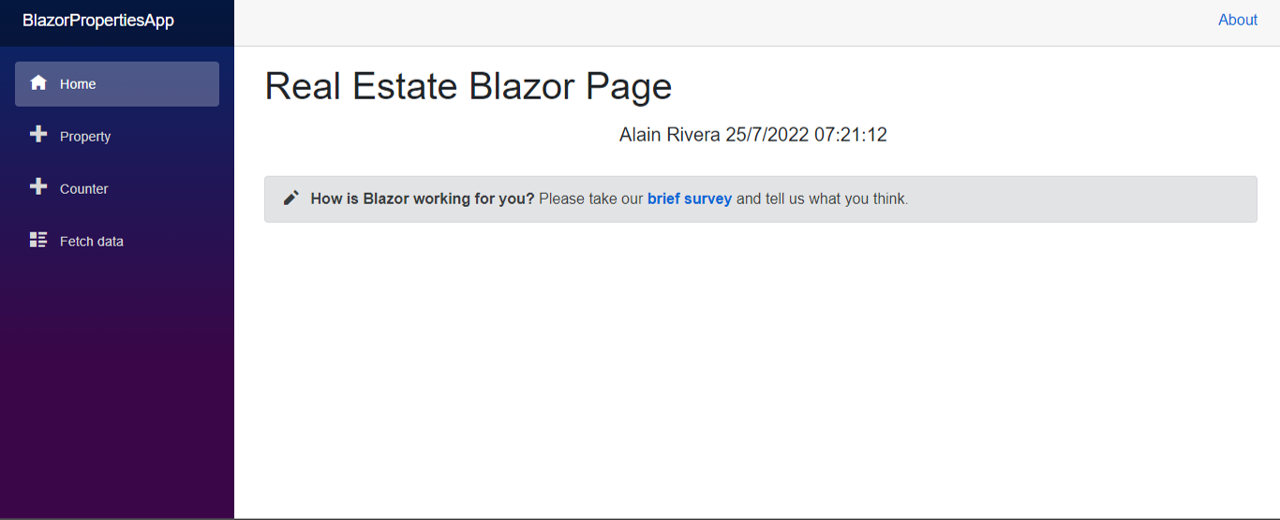 BlazorPropertiesApp
About
Home
Property
Counter
Fetch data
Real Estate Blazor Page
Alain Rivera 25/7/2022 07:21:12
How is Blazor working for you? Please take our brief survey and tell us what you think.